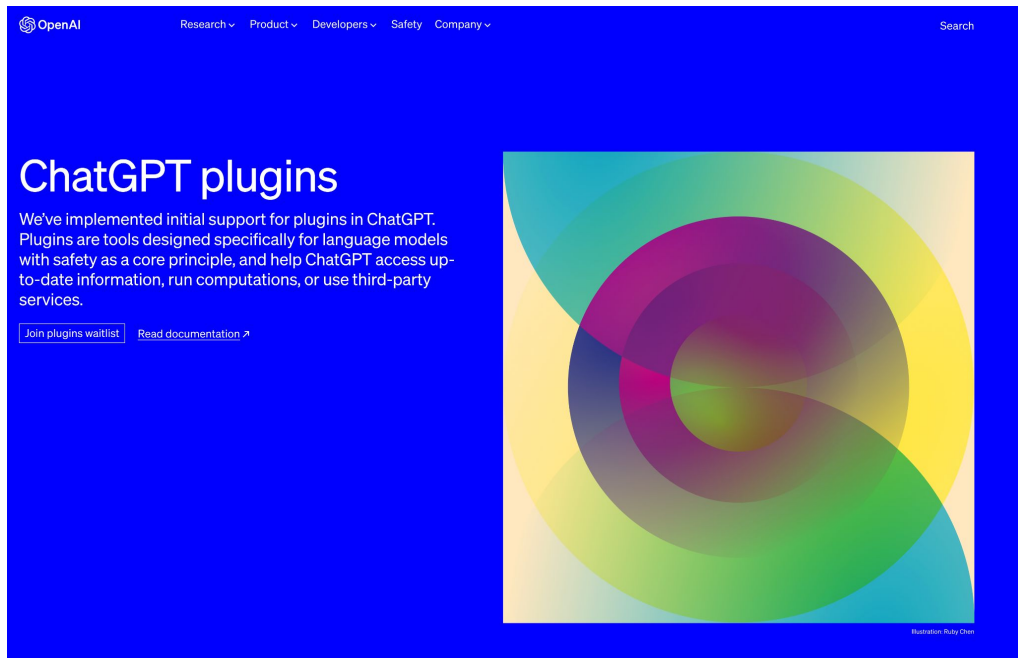 OpenAI
Research Product Developers Safety Company
Search
ChatGPT plugins
We’ve implemented initial support for plugins in ChatGPT.
Plugins are tools designed specifically for language models
with safety as a core principle, and help ChatGPT access up-
to-date information, run computations, or use third-party
services.
Join plugins waitlist Read documentation ↗
Illustration: Ruby Chen